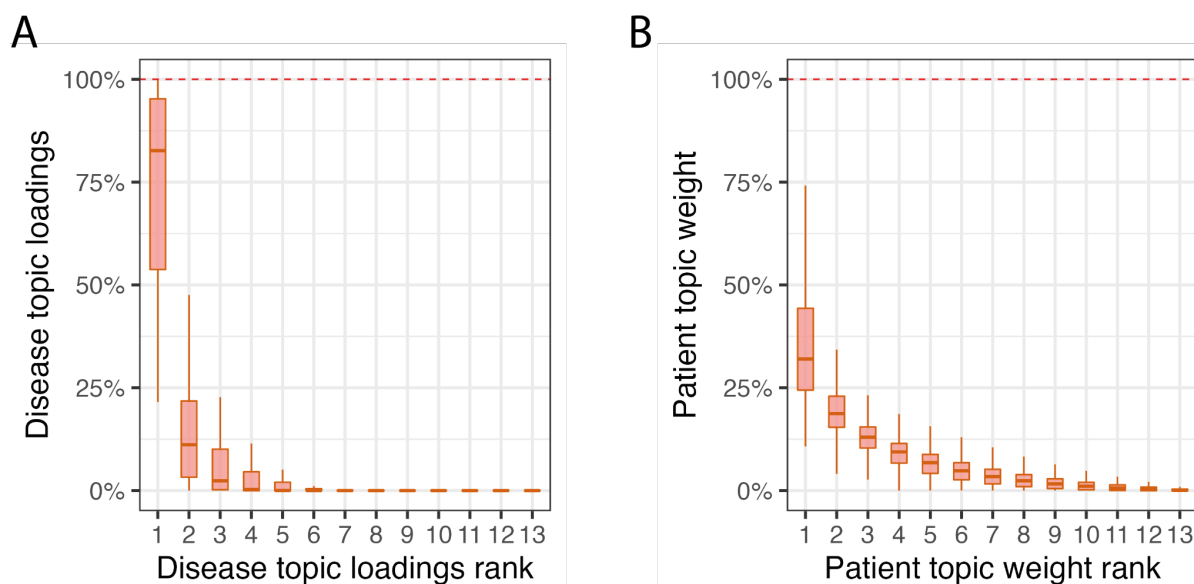 A
Disease topic loadings
100%
75%
50%
25%
0%
1 2 3 4 5 6 7 8 9 10 11 12 13
Disease topic loadings rank
B
Patient topic weight
100%
75%
50%
25%
0%
1 2 3 4 5 6 7 8 9 10 11 12 13
Patient topic weight rank